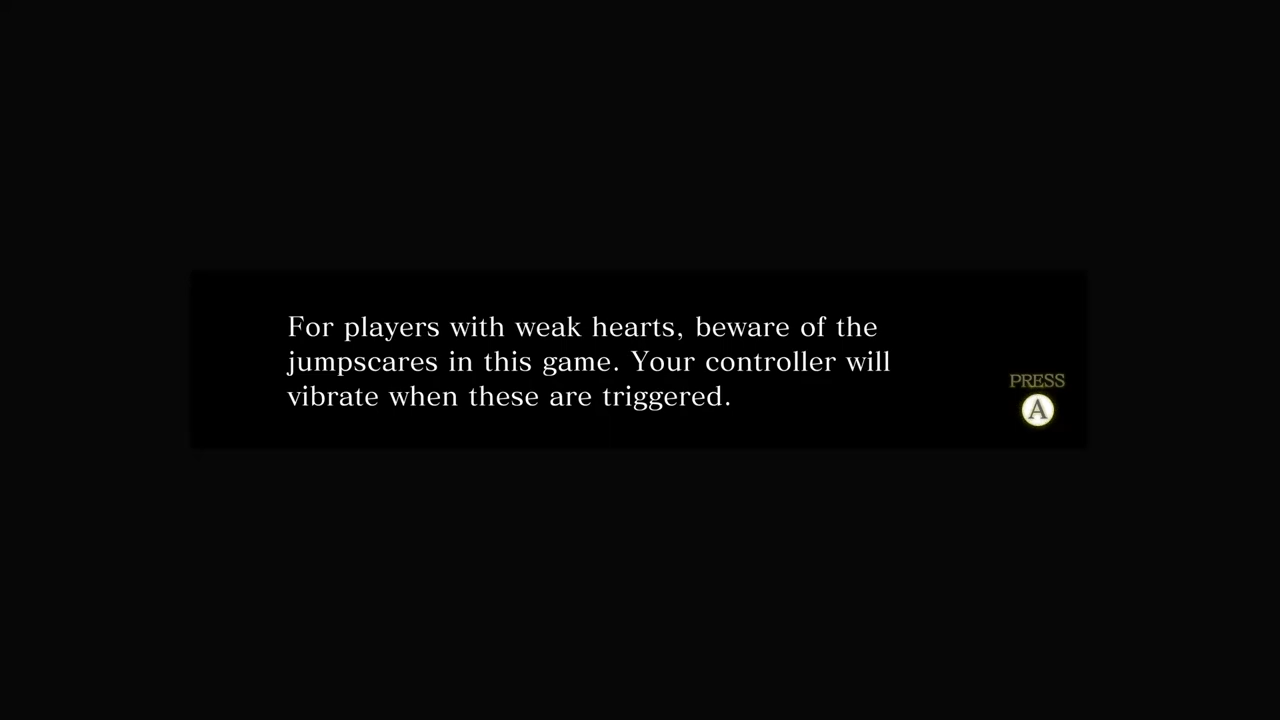 For players with weak hearts, beware of the
jumpscares in this game. Your controller will
vibrate when these are triggered.
PRESS
A